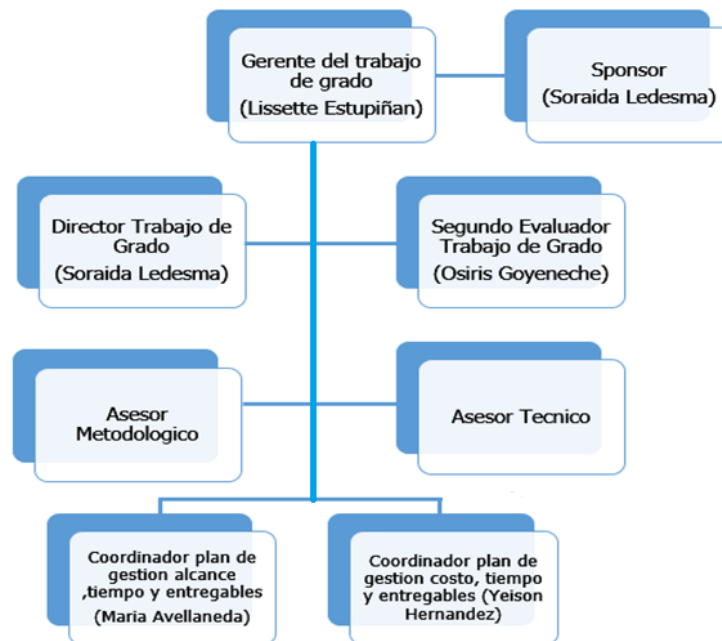 Gerente del trabajo
de grado
(Lissette Estupiñan)
Sponsor
(Soraida Ledesma)
Director Trabajo de
Grado
(Soraida Ledesma)
Segundo Evaluador
Trabajo de Grado
(Osiris Goyeneche)
Asesor
Metodologico
Asesor Tecnico
Coordinador plan de
gestion alcance
,tiempo y entregables
(Maria Avellaneda)
Coordinador plan de
gestion costo, tiempo
y entregables (Yeison
Hernandez)